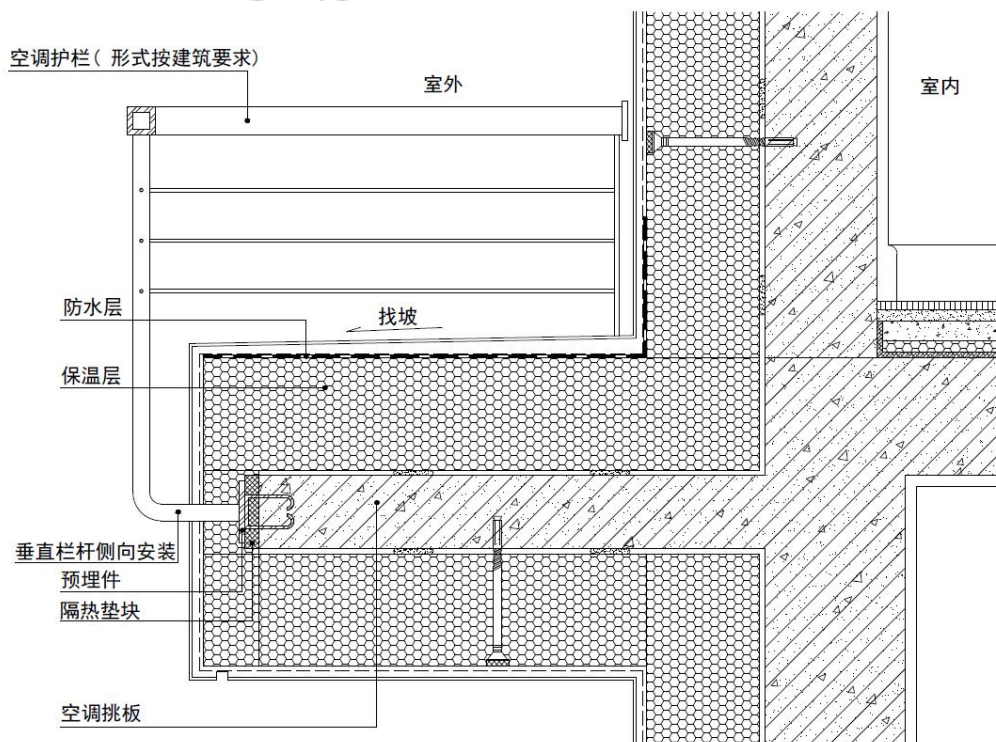 空调护栏( 形式按建筑要求)
室外
室内
防水层
找坡
保温层
垂直栏杆侧向安装
预埋件
隔热垫块
空调挑板